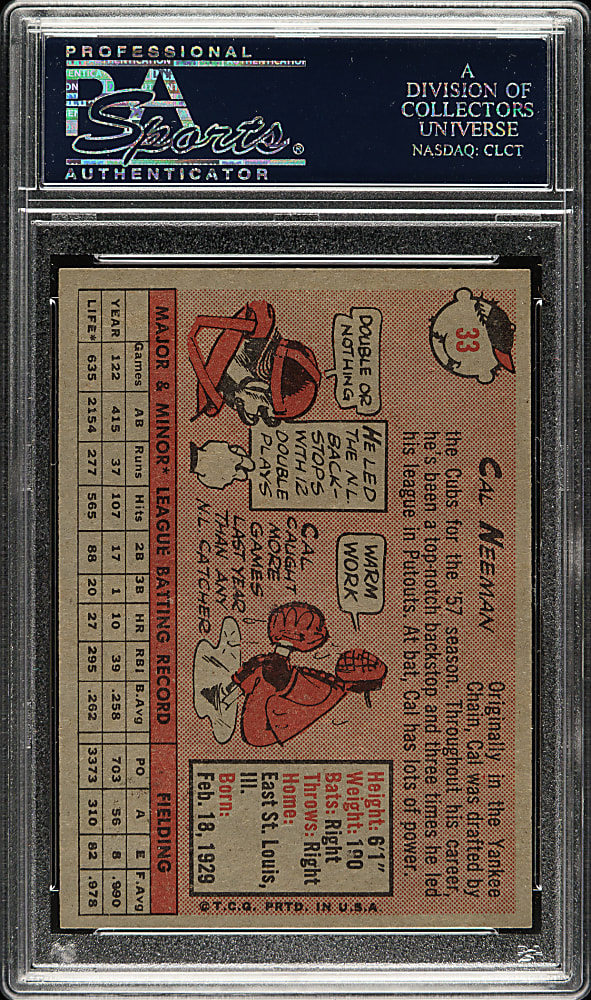 PROFESSIONAL
PSA
Sports®
AUTHENTICATOR
A
DIVISION OF
COLLECTORS
UNIVERSE
NASDAQ: CLCT
33
CAL NEEMAN
Originally in the Yankee
Chain, Cal was drafted by
the Cubs for the '57 season. Throughout his career,
he's been a top-notch backstop and three times he led
his league in Putouts. At bat, Cal has lots of power.
DOUBLE OR
NOTHING
HE LED
THE N.L.
BACK-
STOPS
WITH 12
DOUBLE
PLAYS
WARM
WORK
CAL
CAUGHT
MORE
GAMES
LAST YEAR
THAN ANY
N.L. CATCHER
Height: 6'1"
Weight: 190
Bats: Right
Throws: Right
Home:
East St. Louis,
Ill.
Born:
Feb. 18, 1929
© T.C.G. PRTD. IN U.S.A.
MAJOR & MINOR* LEAGUE BATTING RECORD FIELDING
Games AB Runs Hits 2B 3B HR RBI B.Avg PO A E F.Avg
YEAR 122 415 37 107 17 1 10 39 .258 703 56 8 .990
LIFE* 635 2154 277 565 88 20 27 295 .262 3373 310 82 .978